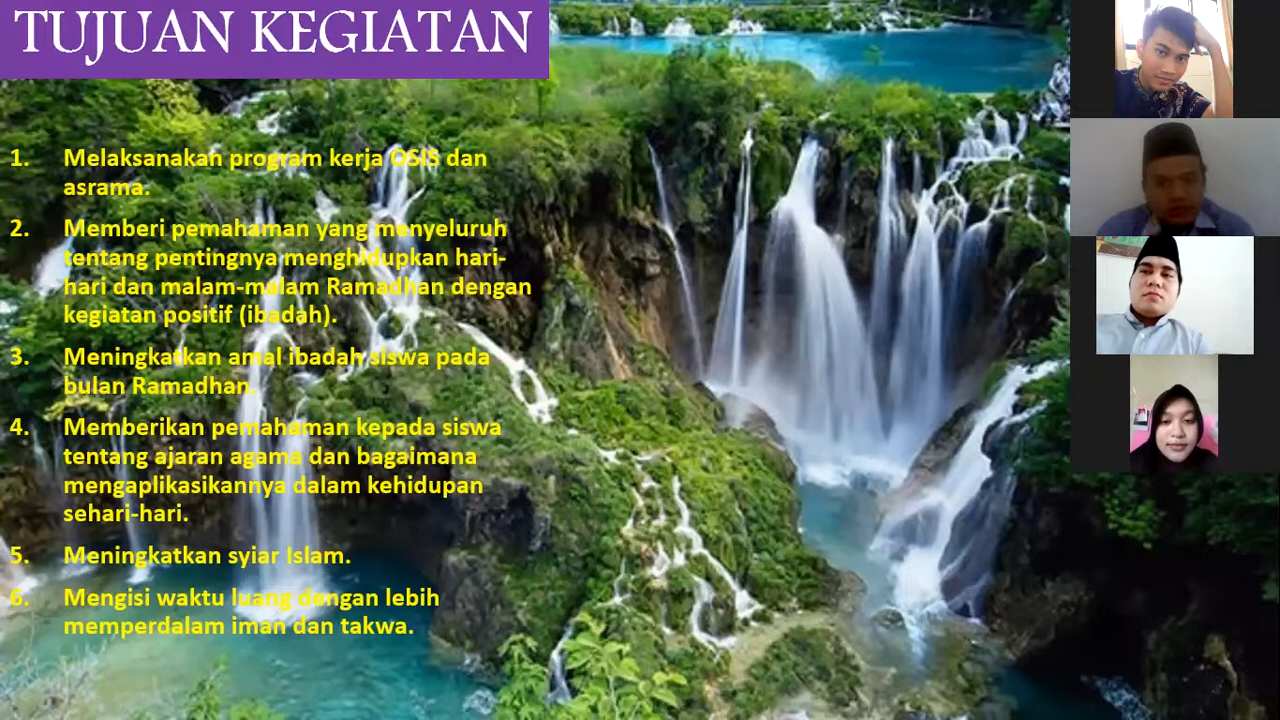 TUJUAN KEGIATAN
1. Melaksanakan program kerja OSIS dan
asrama.
2. Memberi pemahaman yang menyeluruh
tentang pentingnya menghidupkan hari-
hari dan malam-malam Ramadhan dengan
kegiatan positif (ibadah).
3. Meningkatkan amal ibadah siswa pada
bulan Ramadhan.
4. Memberikan pemahaman kepada siswa
tentang ajaran agama dan bagaimana
mengaplikasikannya dalam kehidupan
sehari-hari.
5. Meningkatkan syiar Islam.
6. Mengisi waktu luang dengan lebih
memperdalam iman dan takwa.